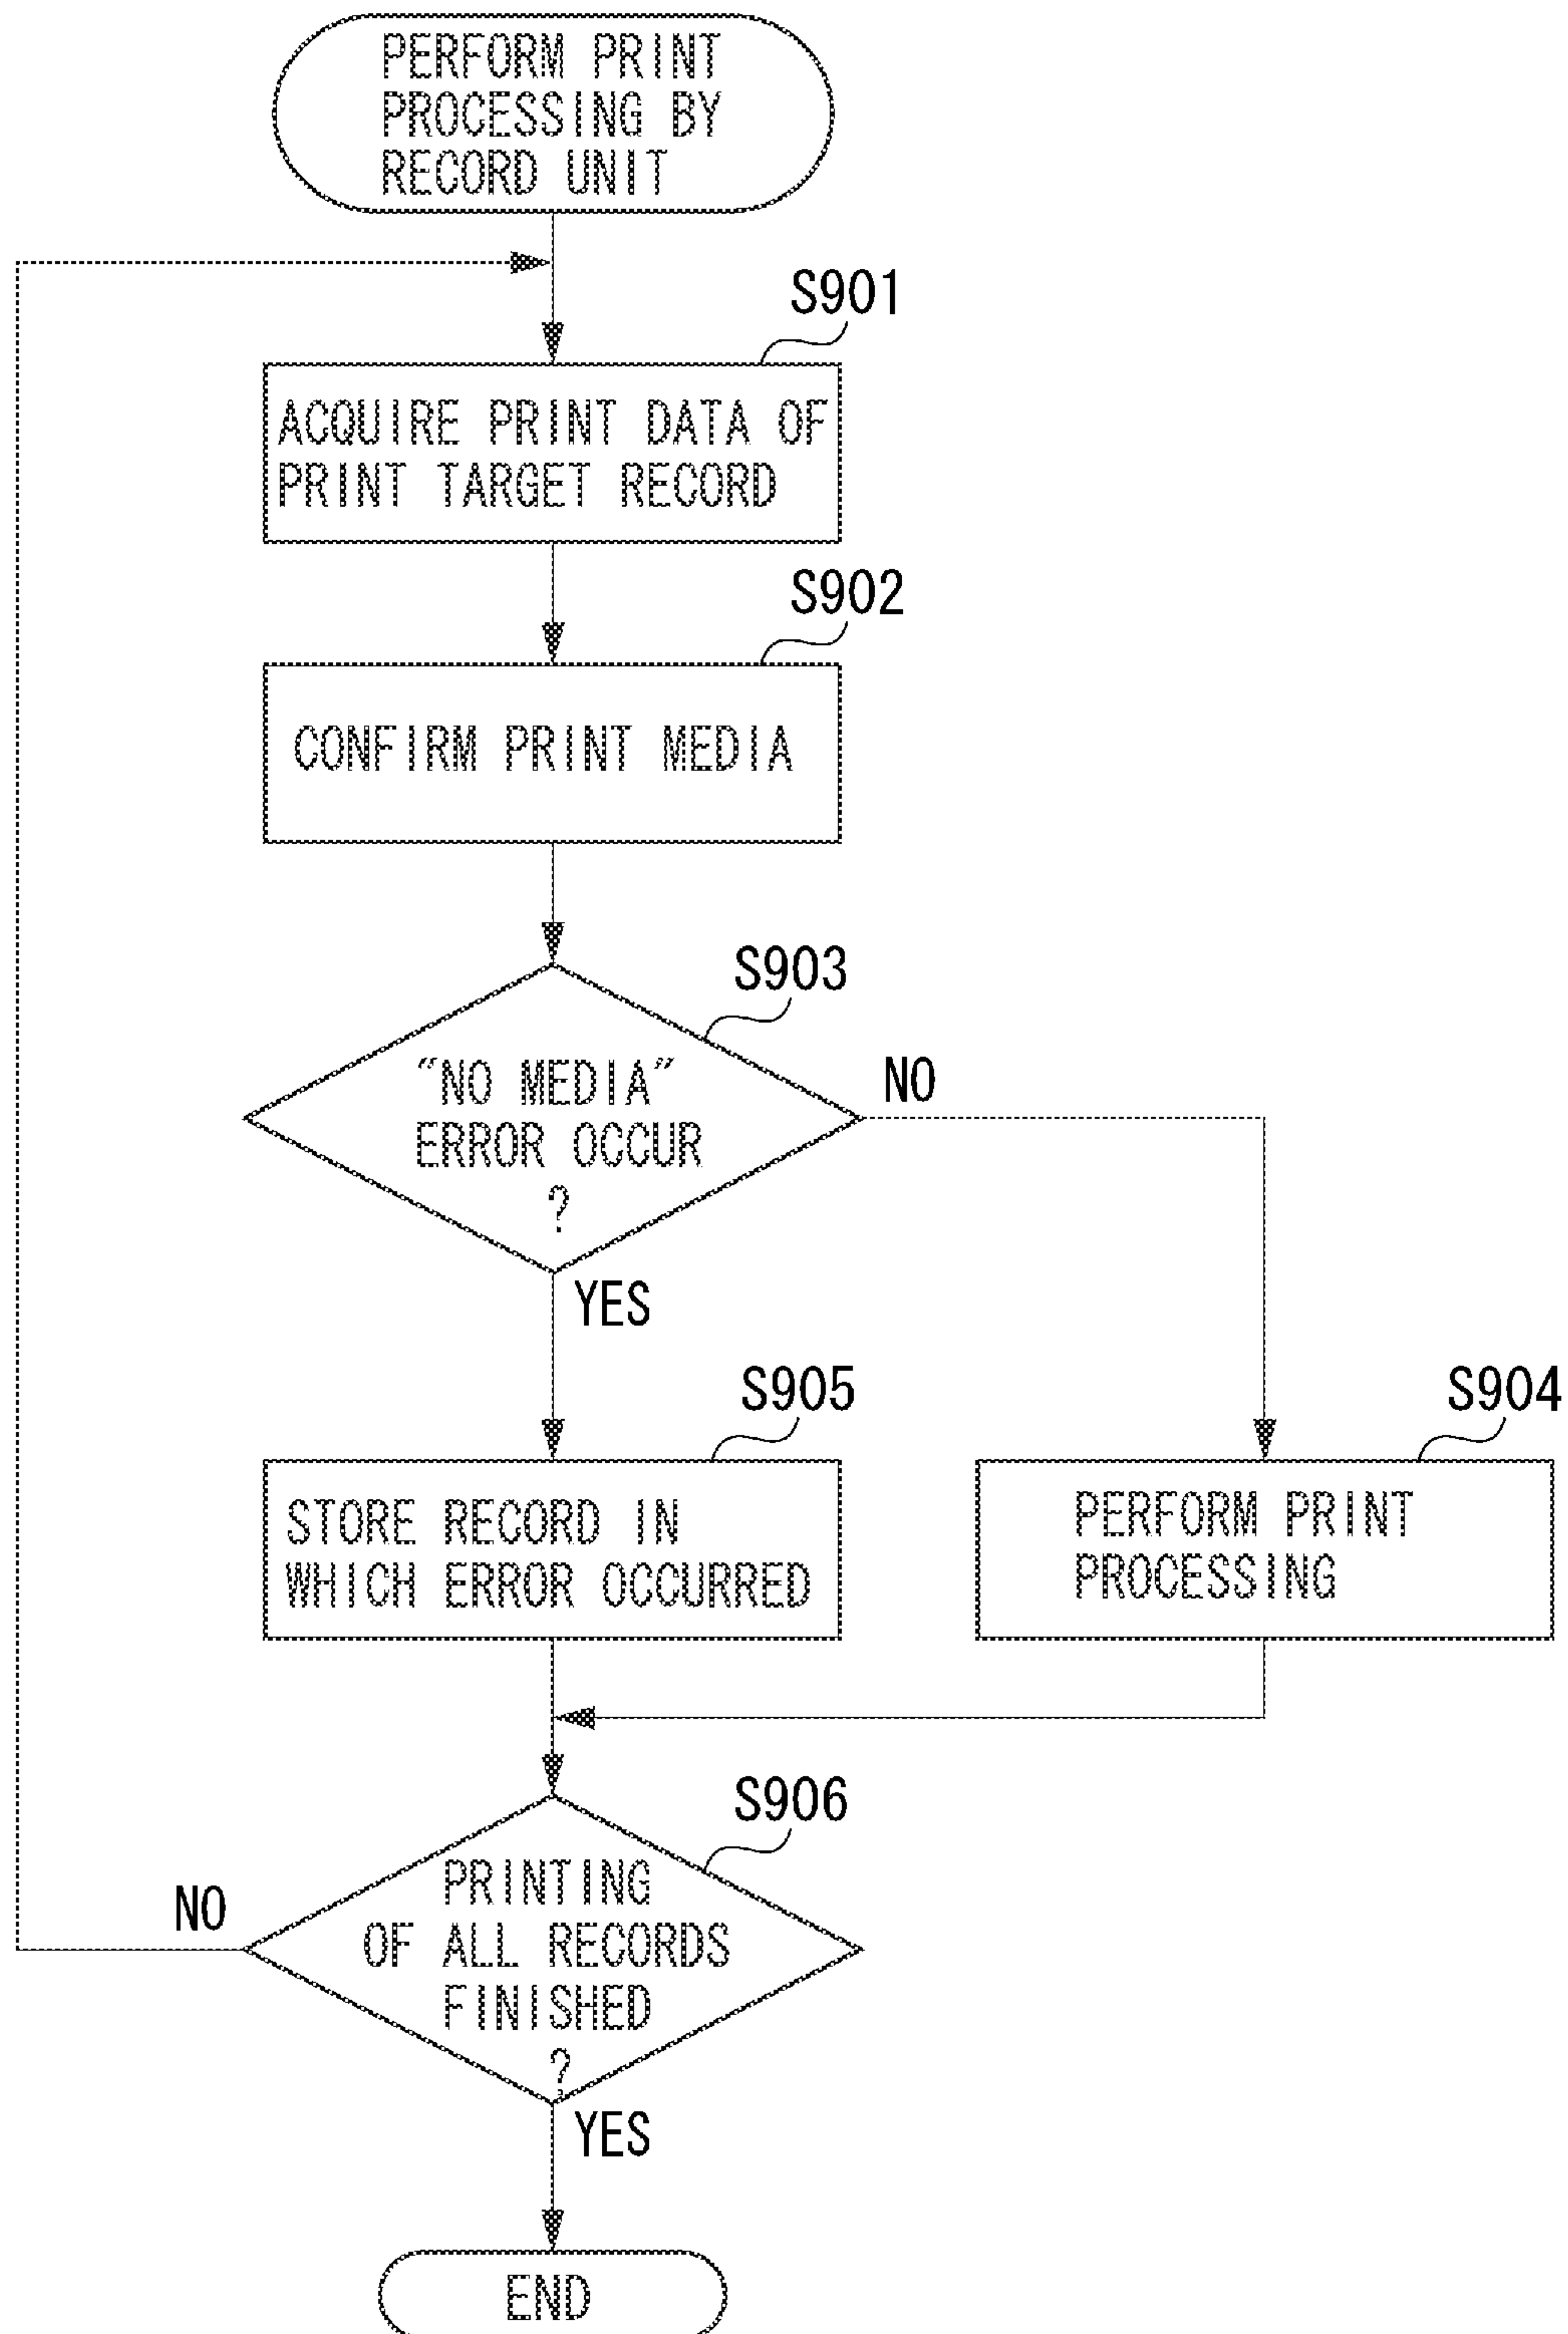 PERFORM PRINT
PROCESSING BY
RECORD UNIT
S901
ACQUIRE PRINT DATA OF
PRINT TARGET RECORD
S902
CONFIRM PRINT MEDIA
S903
“NO MEDIA”
ERROR OCCUR
?
NO
YES
S905
STORE RECORD IN
WHICH ERROR OCCURRED
S904
PERFORM PRINT
PROCESSING
S906
PRINTING
OF ALL RECORDS
FINISHED
?
NO
YES
END